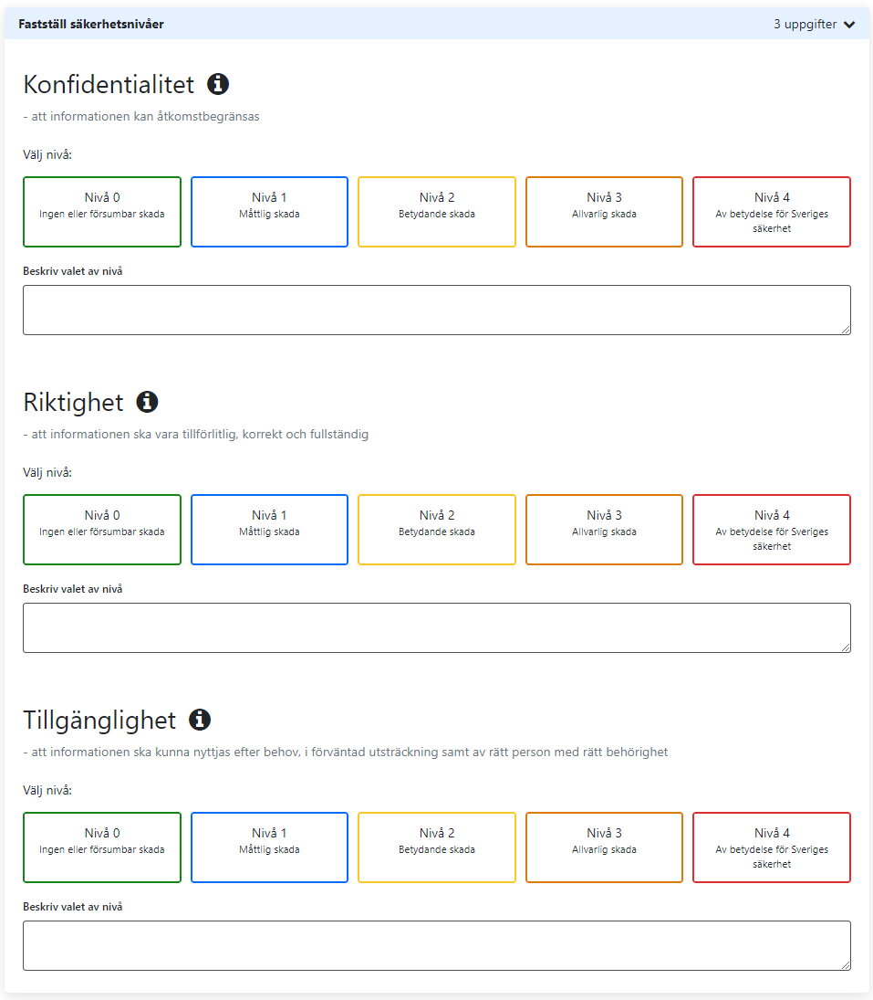 Fastställ säkerhetsnivåer
3 uppgifter
Konfidentialitet
- att informationen kan åtkomstbegränsas
Välj nivå:
Nivå 0
Ingen eller försumbar skada
Nivå 1
Måttlig skada
Nivå 2
Betydande skada
Nivå 3
Allvarlig skada
Nivå 4
Av betydelse för Sveriges
säkerhet
Beskriv valet av nivå
Riktighet
- att informationen ska vara tillförlitlig, korrekt och fullständig
Välj nivå:
Nivå 0
Ingen eller försumbar skada
Nivå 1
Måttlig skada
Nivå 2
Betydande skada
Nivå 3
Allvarlig skada
Nivå 4
Av betydelse för Sveriges
säkerhet
Beskriv valet av nivå
Tillgänglighet
- att informationen ska kunna nyttjas efter behov, i förväntad utsträckning samt av rätt person med rätt behörighet
Välj nivå:
Nivå 0
Ingen eller försumbar skada
Nivå 1
Måttlig skada
Nivå 2
Betydande skada
Nivå 3
Allvarlig skada
Nivå 4
Av betydelse för Sveriges
säkerhet
Beskriv valet av nivå